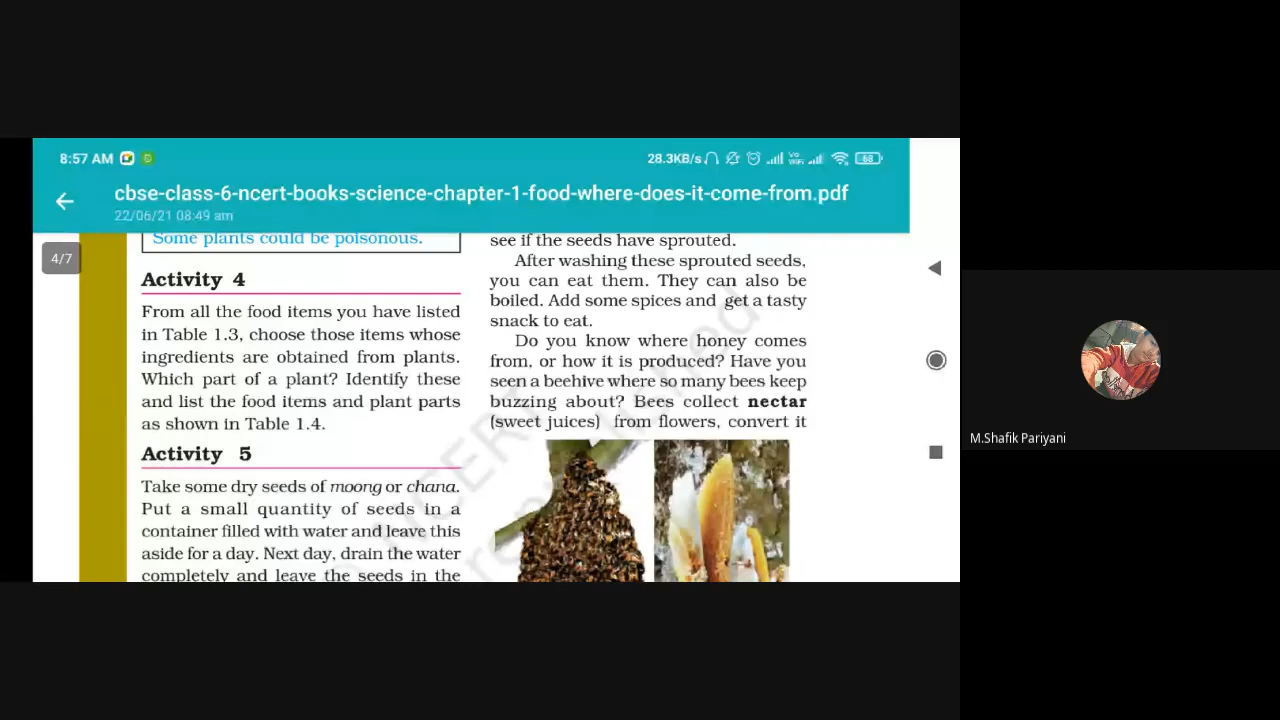 8:57 AM
28.3KB/s
Vo
WiFi
68
cbse-class-6-ncert-books-science-chapter-1-food-where-does-it-come-from.pdf
22/06/21 08:49 am
4/7
Some plants could be poisonous.
Activity 4
From all the food items you have listed
in Table 1.3, choose those items whose
ingredients are obtained from plants.
Which part of a plant? Identify these
and list the food items and plant parts
as shown in Table 1.4.
Activity 5
Take some dry seeds of moong or chana.
Put a small quantity of seeds in a
container filled with water and leave this
aside for a day. Next day, drain the water
completely and leave the seeds in the
see if the seeds have sprouted.
After washing these sprouted seeds,
you can eat them. They can also be
boiled. Add some spices and get a tasty
snack to eat.
Do you know where honey comes
from, or how it is produced? Have you
seen a beehive where so many bees keep
buzzing about? Bees collect nectar
(sweet juices) from flowers, convert it
NCERT
M.Shafik Pariyani